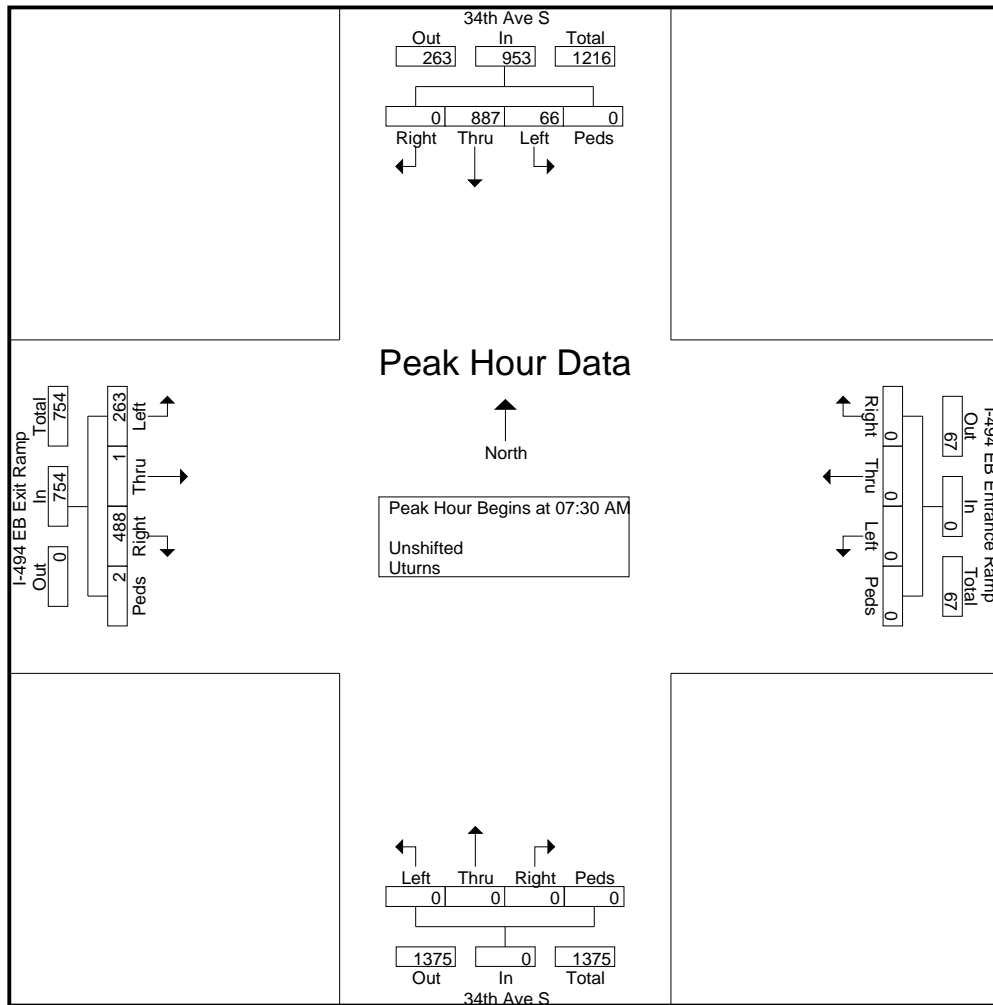 34th Ave S
Out In Total
263 953 1216
0 887 66 0
Right Thru Left Peds
Peak Hour Data
North
Peak Hour Begins at 07:30 AM
Unshifted
Uturns
I-494 EB Exit Ramp
Out In Total
0 754 754
263 1 488 2
Left Thru Right Peds
I-494 EB Entrance Ramp
Out In Total
67 0 67
0 0 0 0
Right Thru Left Peds
Left Thru Right Peds
0 0 0 0
1375 0 1375
Out In Total
34th Ave S